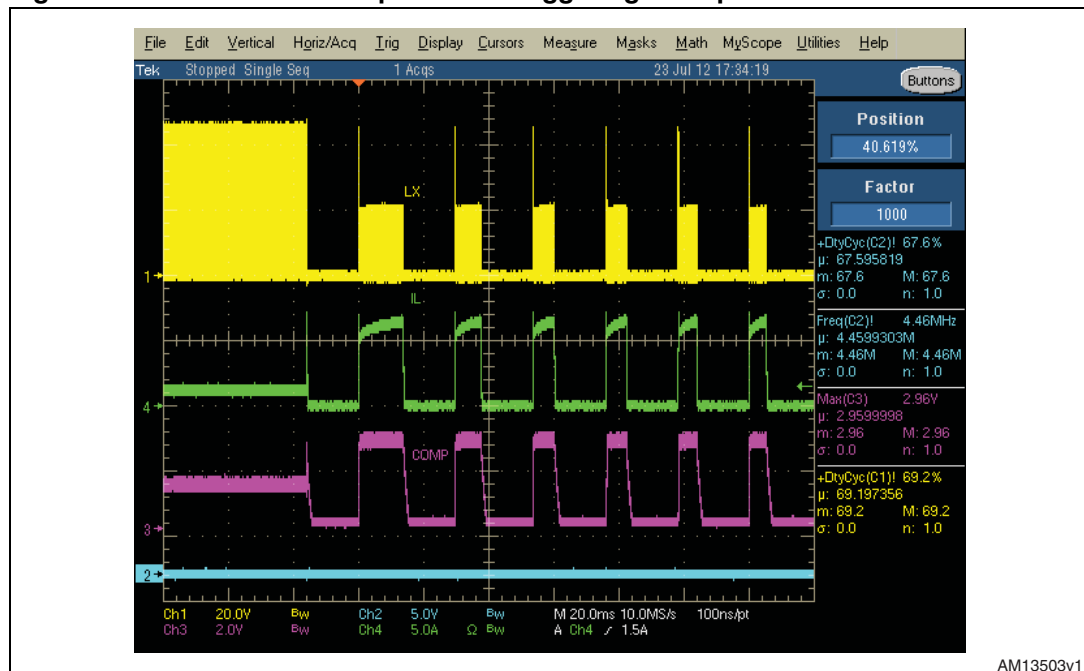 File Edit Vertical Horiz/Acq Trig Display Cursors Measure Masks Math MyScope Utilities Help
Tek Stopped Single Seq 1 Acqs 23 Jul 12 17:34:19
Buttons
Position
40.619%
Factor
1000
LX
IL
COMP
1
4
3
2
+DtyCyc(C2)! 67.6%
µ: 67.595819
m: 67.6 M: 67.6
σ: 0.0 n: 1.0
Freq(C2)! 4.46MHz
µ: 4.4599303M
m: 4.46M M: 4.46M
σ: 0.0 n: 1.0
Max(C3) 2.96V
µ: 2.9599998
m: 2.96 M: 2.96
σ: 0.0 n: 1.0
+DtyCyc(C1)! 69.2%
µ: 69.197356
m: 69.2 M: 69.2
σ: 0.0 n: 1.0
Ch1 20.0V Bw Ch2 5.0V Bw M 20.0ms 10.0MS/s 100ns/pt
Ch3 2.0V Bw Ch4 5.0A Ω Bw A Ch4 / 1.5A
AM13503v1